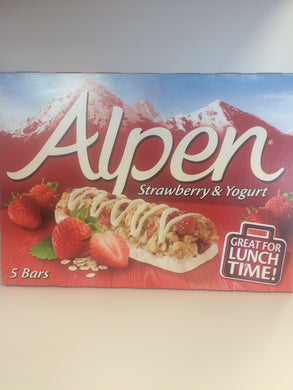 Alpen®
Strawberry & Yogurt
GREAT FOR
LUNCH
TIME!
5 Bars